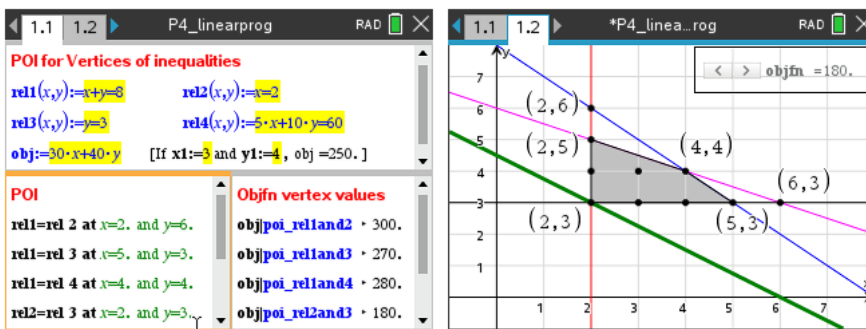 1.1 1.2 P4_linearprog RAD
POI for Vertices of inequalities
rel1(x,y):=x+y=8 rel2(x,y):=x=2
rel3(x,y):=y=3 rel4(x,y):=5·x+10·y=60
obj:=30·x+40·y [If x1:=3 and y1:=4, obj =250.]
POI
rel1=rel 2 at x=2. and y=6.
rel1=rel 3 at x=5. and y=3.
rel1=rel 4 at x=4. and y=4.
rel2=rel 3 at x=2. and y=3.
Objfn vertex values
obj|poi_rel1and2 ▸ 300.
obj|poi_rel1and3 ▸ 270.
obj|poi_rel1and4 ▸ 280.
obj|poi_rel2and3 ▸ 180.
1.1 1.2 *P4_linea…rog RAD
y
< > objfn =180.
7
6
5
4
3
2
1
1 2 3 4 5 6 7
(2,6)
(2,5)
(4,4)
(6,3)
(2,3)
(5,3)